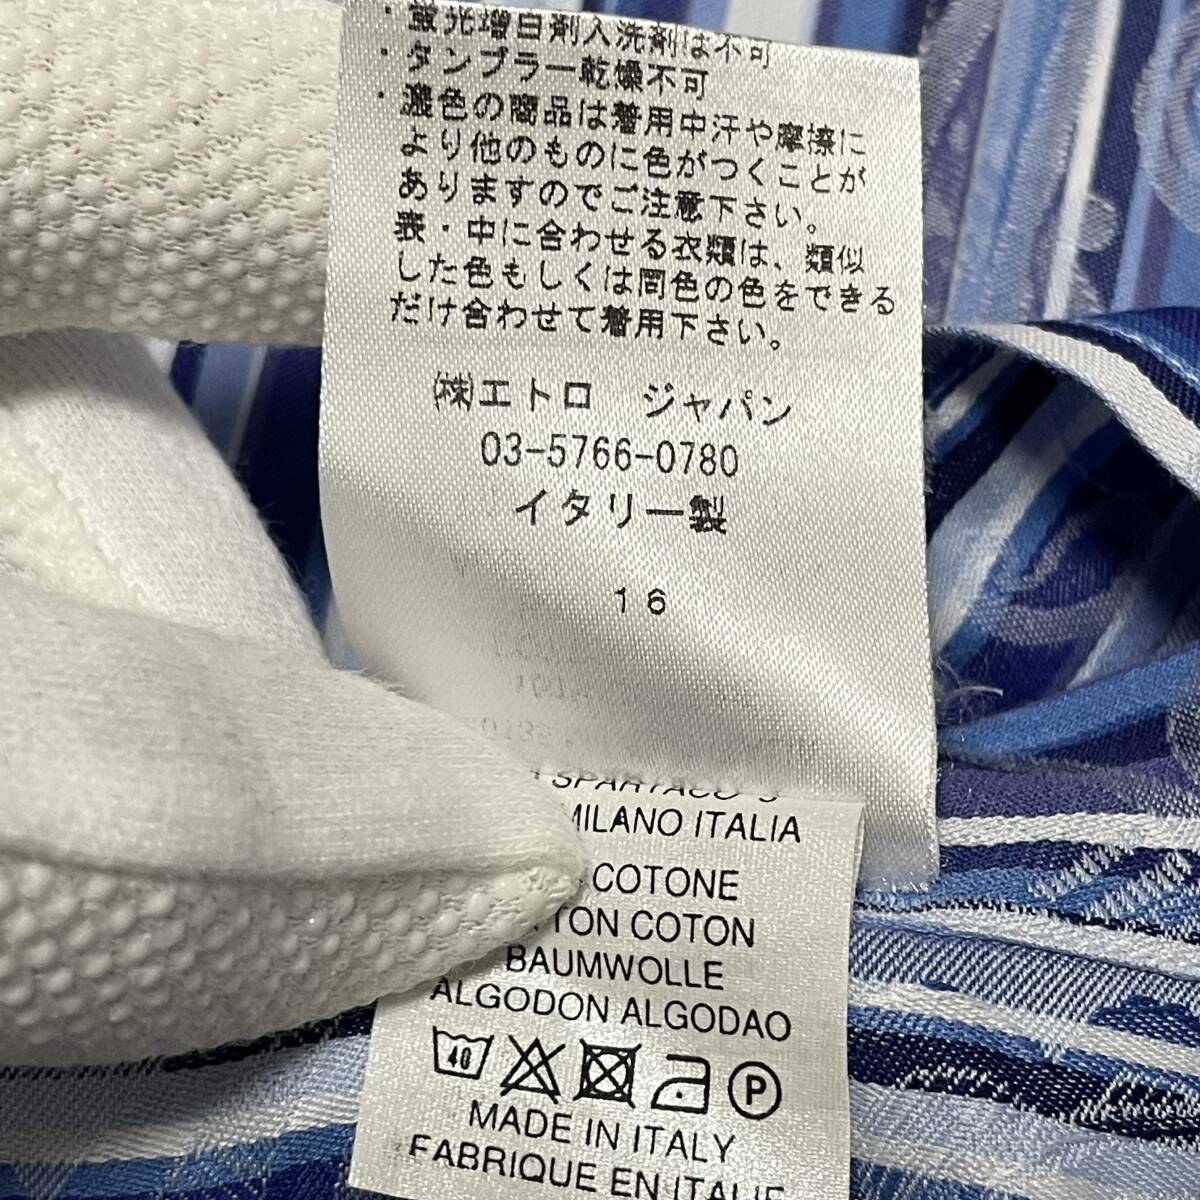 ・蛍光増白剤入洗剤は不可
・タンブラー乾燥不可
・濃色の商品は着用中汗や摩擦に
より他のものに色がつくことが
ありますのでご注意下さい。
表・中に合わせる衣類は、類似
した色もしくは同色の色をできる
だけ合わせて着用下さい。
㈱エトロ ジャパン
03-5766-0780
イタリー製
16
SPARTACO 3
MILANO ITALIA
COTONE
TON COTON
BAUMWOLLE
ALGODON ALGODAO
40
P
MADE IN ITALY
FABRIQUE EN ITALIE